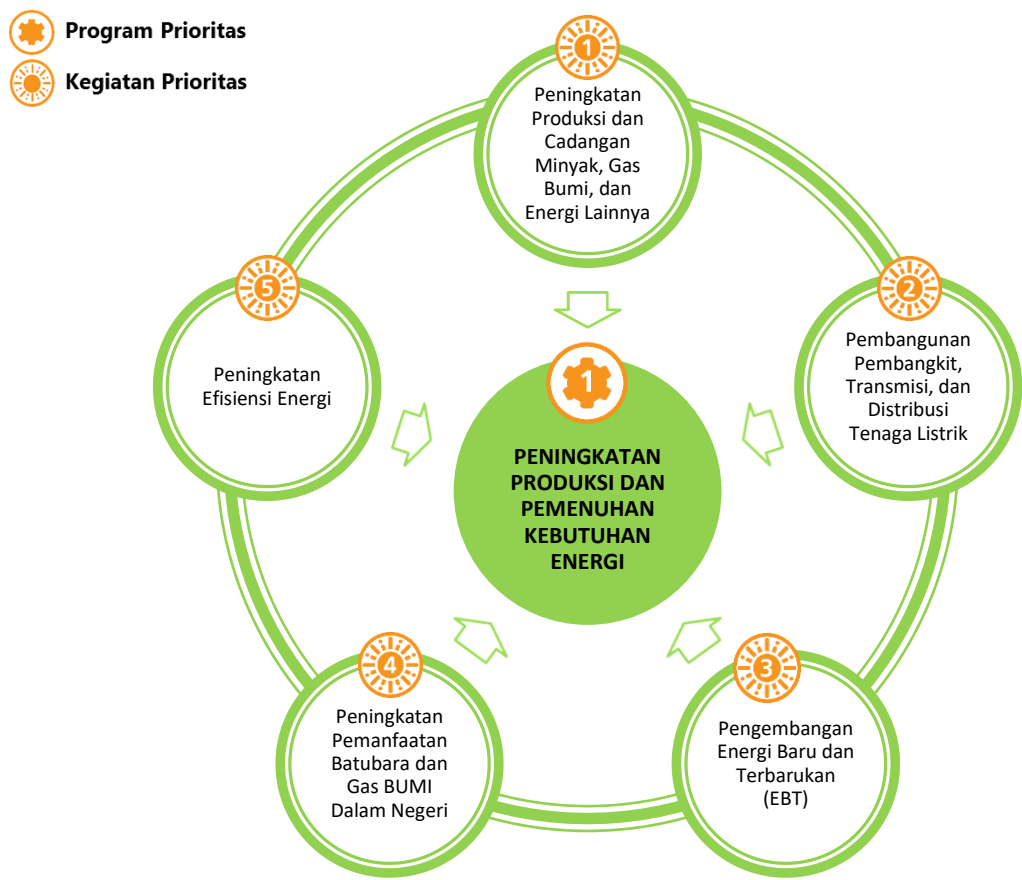 Program Prioritas
Kegiatan Prioritas
1
Peningkatan
Produksi dan
Cadangan
Minyak, Gas
Bumi, dan
Energi Lainnya
2
Pembangunan
Pembangkit,
Transmisi, dan
Distribusi
Tenaga Listrik
3
Pengembangan
Energi Baru dan
Terbarukan
(EBT)
4
Peningkatan
Pemanfaatan
Batubara dan
Gas BUMI
Dalam Negeri
5
Peningkatan
Efisiensi Energi
1
PENINGKATAN
PRODUKSI DAN
PEMENUHAN
KEBUTUHAN
ENERGI